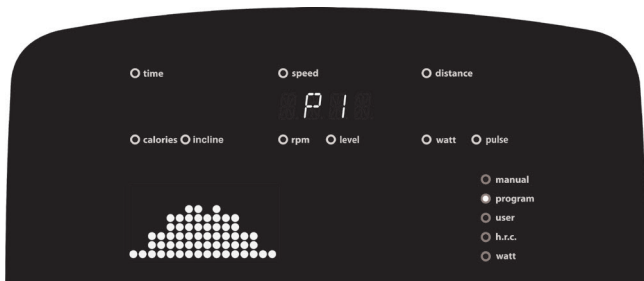 time speed distance
P1
calories incline rpm level watt pulse
manual
program
user
h.r.c.
watt